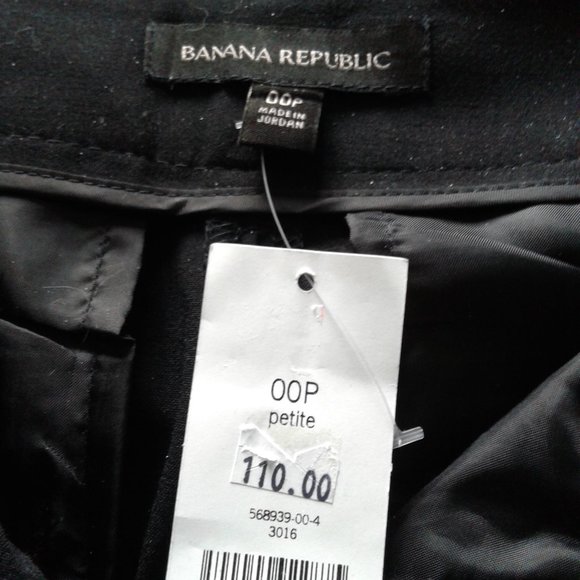 BANANA REPUBLIC
00P
MADE IN
JORDAN
00P
petite
110.00
568939-00-4
3016